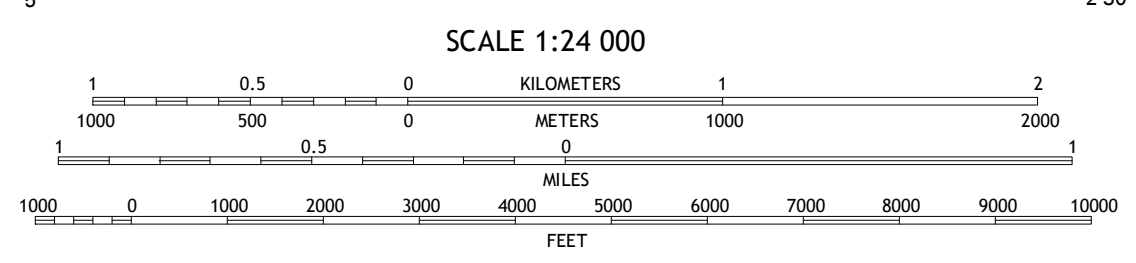 5
SCALE 1:24 000
1 0.5 0 KILOMETERS 1 2
1000 500 0 METERS 1000 2000
1 0.5 0 1
MILES
1000 0 1000 2000 3000 4000 5000 6000 7000 8000 9000 10000
FEET